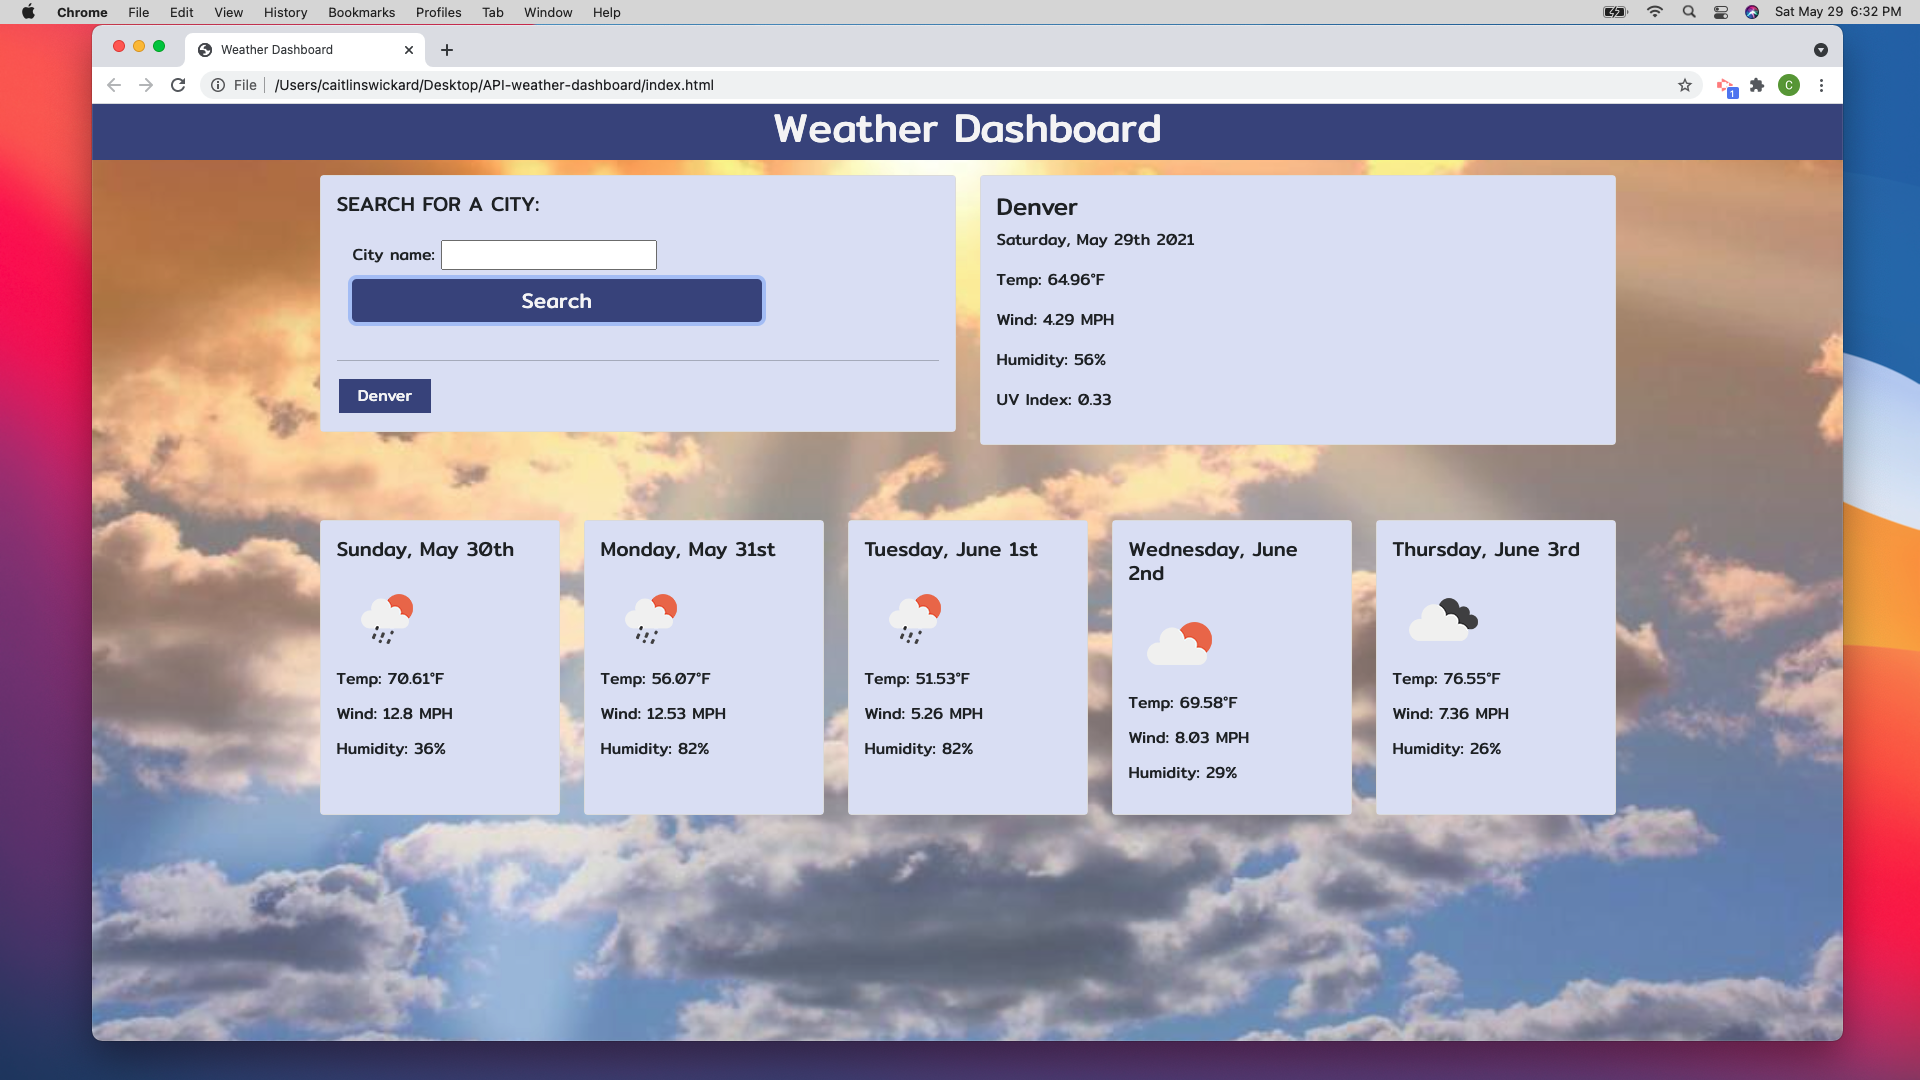 Chrome File Edit View History Bookmarks Profiles Tab Window Help Sat May 29 6:32 PM
Weather Dashboard
File /Users/caitlinswickard/Desktop/API-weather-dashboard/index.html 1 C
Weather Dashboard
SEARCH FOR A CITY:
City name:
Search
Denver
Denver
Saturday, May 29th 2021
Temp: 64.96°F
Wind: 4.29 MPH
Humidity: 56%
UV Index: 0.33
Sunday, May 30th
Temp: 70.61°F
Wind: 12.8 MPH
Humidity: 36%
Monday, May 31st
Temp: 56.07°F
Wind: 12.53 MPH
Humidity: 82%
Tuesday, June 1st
Temp: 51.53°F
Wind: 5.26 MPH
Humidity: 82%
Wednesday, June
2nd
Temp: 69.58°F
Wind: 8.03 MPH
Humidity: 29%
Thursday, June 3rd
Temp: 76.55°F
Wind: 7.36 MPH
Humidity: 26%